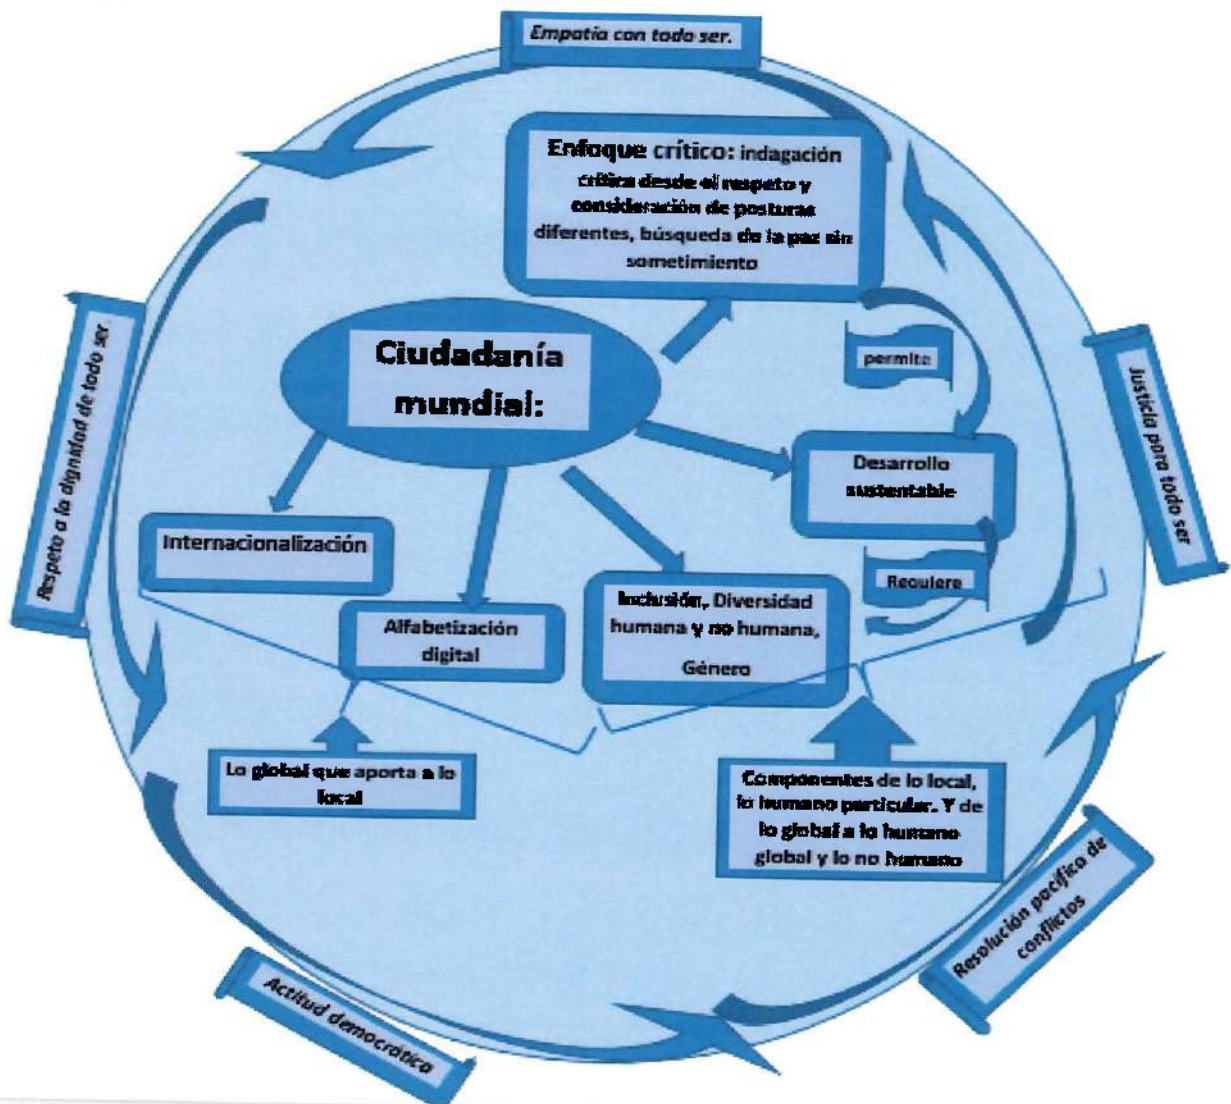 Empatía con todo ser.
Enfoque crítico: indagación
crítica desde el respeto y
consideración de posturas
diferentes, búsqueda de la paz sin
sometimiento
Ciudadanía
mundial:
permite
Respeto a la dignidad de todo ser
Justicia para todo ser
Desarrollo
sustentable
Internacionalización
Requiere
Inclusión, Diversidad
humana y no humana,
Género
Alfabetización
digital
Lo global que aporta a lo
local
Componentes de lo local,
lo humano particular. Y de
lo global a lo humano
global y lo no humano
Resolución pacífico de
conflictos
Actitud democrática